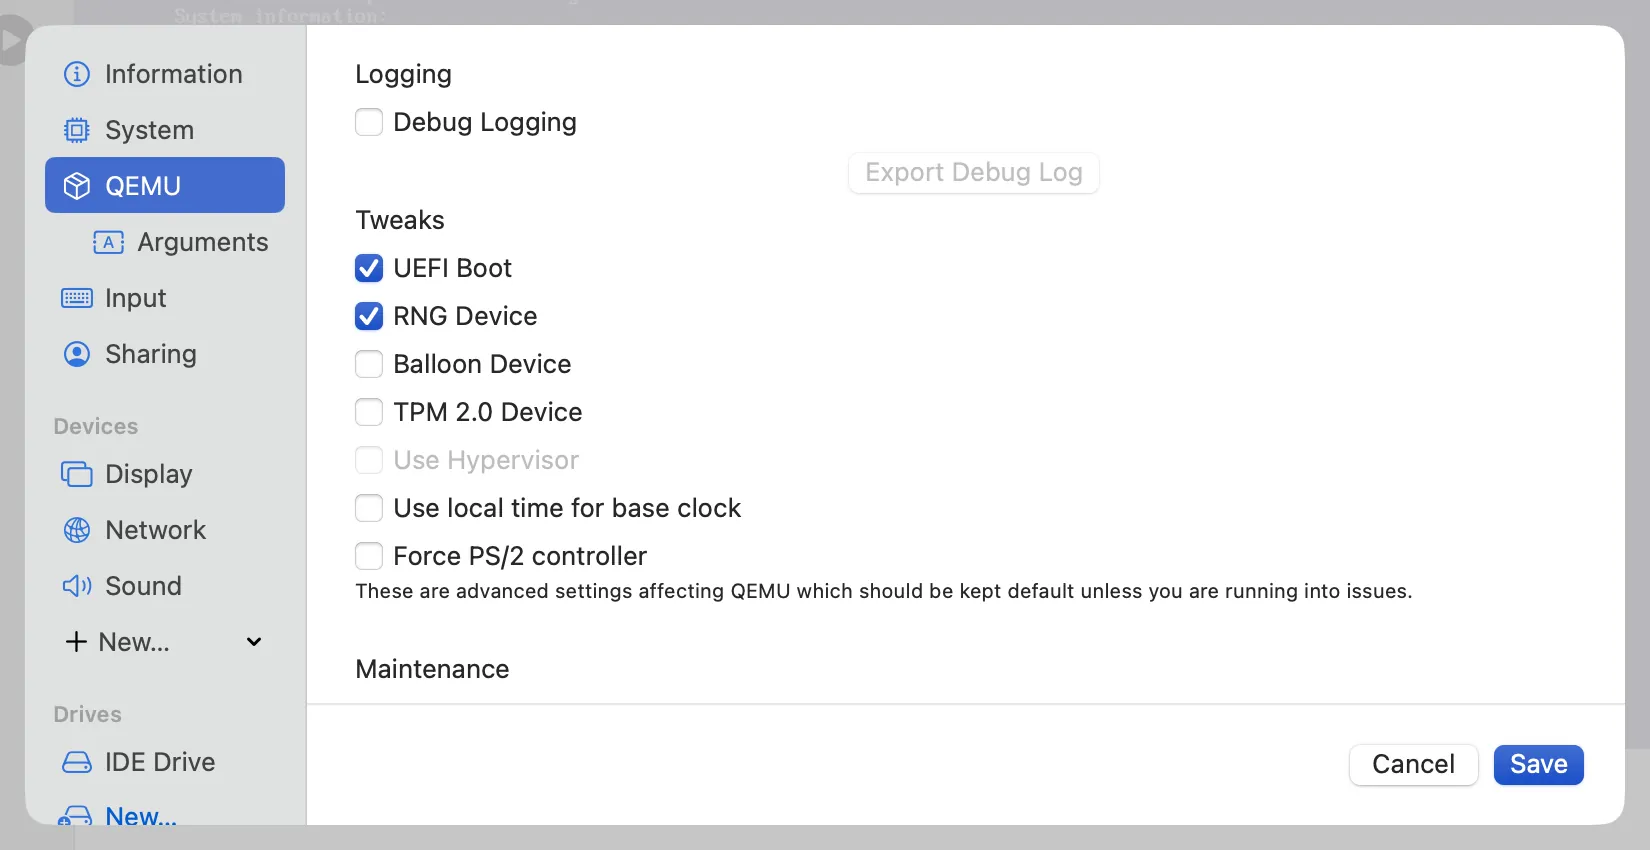 System information:
Information
System
QEMU
Arguments
Input
Sharing
Devices
Display
Network
Sound
New...
Drives
IDE Drive
New...
Logging
Debug Logging
Export Debug Log
Tweaks
UEFI Boot
RNG Device
Balloon Device
TPM 2.0 Device
Use Hypervisor
Use local time for base clock
Force PS/2 controller
These are advanced settings affecting QEMU which should be kept default unless you are running into issues.
Maintenance
Cancel
Save